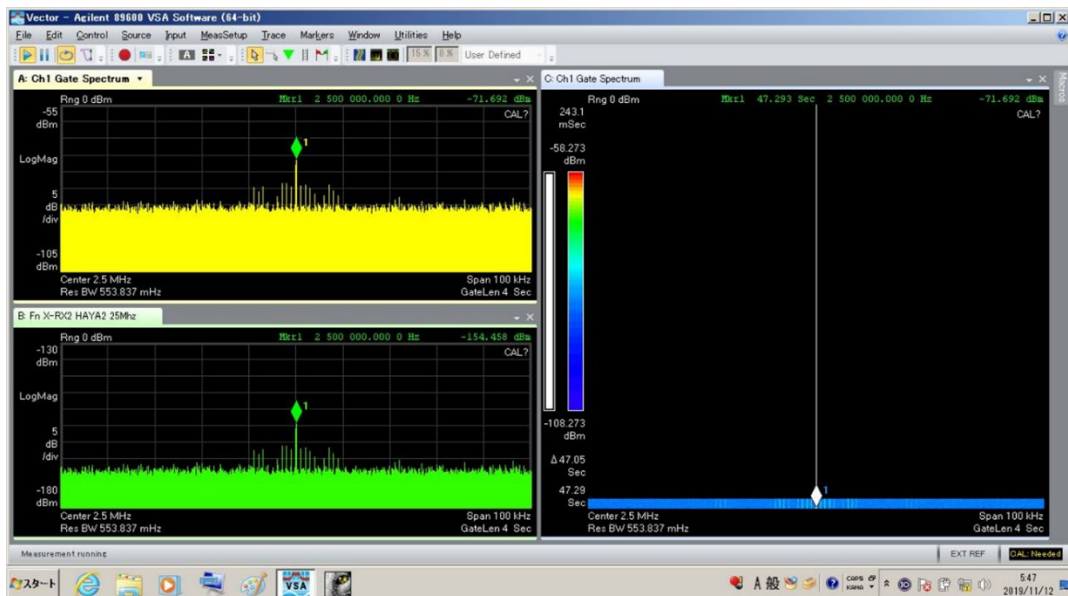 Vector - Agilent 89600 VSA Software (64-bit)
File Edit Control Source Input MeasSetup Trace Markers Window Utilities Help
A 15 % 0 % User Defined
A: Ch1 Gate Spectrum
Rng 0 dBm Mkr1 2 500 000.000 0 Hz -71.692 dBm
-55
dBm
CAL?
1
LogMag
5
dB
/div
-105
dBm
Center 2.5 MHz Span 100 kHz
Res BW 553.837 mHz GateLen 4 Sec
B: Fn X-RX2 HAYA2 25Mhz
Rng 0 dBm Mkr1 2 500 000.000 0 Hz -154.458 dBm
-130
dBm
CAL?
1
LogMag
5
dB
/div
-180
dBm
Center 2.5 MHz Span 100 kHz
Res BW 553.837 mHz GateLen 4 Sec
C: Ch1 Gate Spectrum
Rng 0 dBm Mkr1 47.293 Sec 2 500 000.000 0 Hz -71.692 dBm
243.1
mSec
CAL?
-58.273
dBm
-108.273
dBm
Δ47.05
Sec
47.29
Sec
1
Center 2.5 MHz Span 100 kHz
Res BW 553.837 mHz GateLen 4 Sec
Macros
Measurement running EXT REF CAL: Needed
スタート VSA A 般 CAPS KANA 5:47
2019/11/12